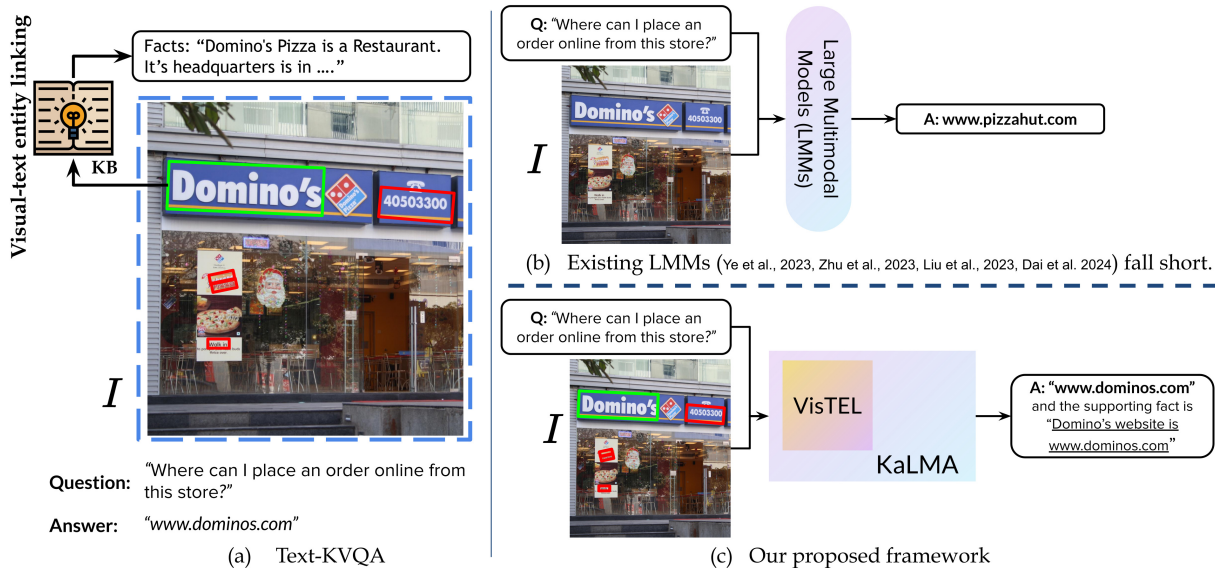 Visual-text entity linking
KB
Facts: “Domino's Pizza is a Restaurant.
It’s headquarters is in ….”
Domino's
40503300
Domino's
Pizza
Walk in
I
Question:
“Where can I place an order online from
this store?”
Answer:
“www.dominos.com”
(a) Text-KVQA
Q: “Where can I place an
order online from this store?”
I
Domino's
40503300
Large Multimodal
Models (LMMs)
A: www.pizzahut.com
(b) Existing LMMs (Ye et al., 2023, Zhu et al., 2023, Liu et al., 2023, Dai et al. 2024) fall short.
Q: “Where can I place an
order online from this store?”
I
Domino's
40503300
VisTEL
KaLMA
A: “www.dominos.com”
and the supporting fact is
“Domino’s website is
www.dominos.com”
(c) Our proposed framework